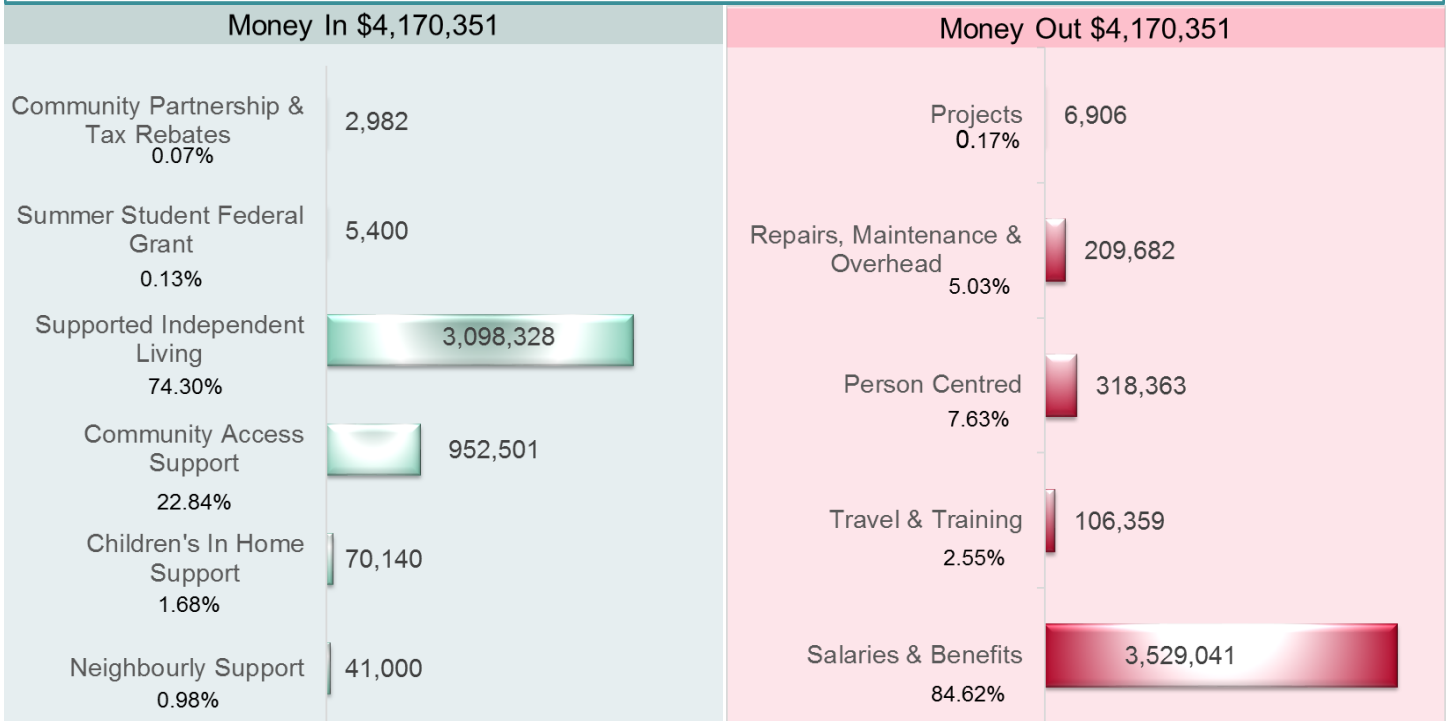 Money In $4,170,351
Community Partnership &
Tax Rebates
0.07%
2,982
Summer Student Federal
Grant
0.13%
5,400
Supported Independent
Living
74.30%
3,098,328
Community Access
Support
22.84%
952,501
Children's In Home
Support
1.68%
70,140
Neighbourly Support
0.98%
41,000
Money Out $4,170,351
Projects
0.17%
6,906
Repairs, Maintenance &
Overhead
5.03%
209,682
Person Centred
7.63%
318,363
Travel & Training
2.55%
106,359
Salaries & Benefits
84.62%
3,529,041